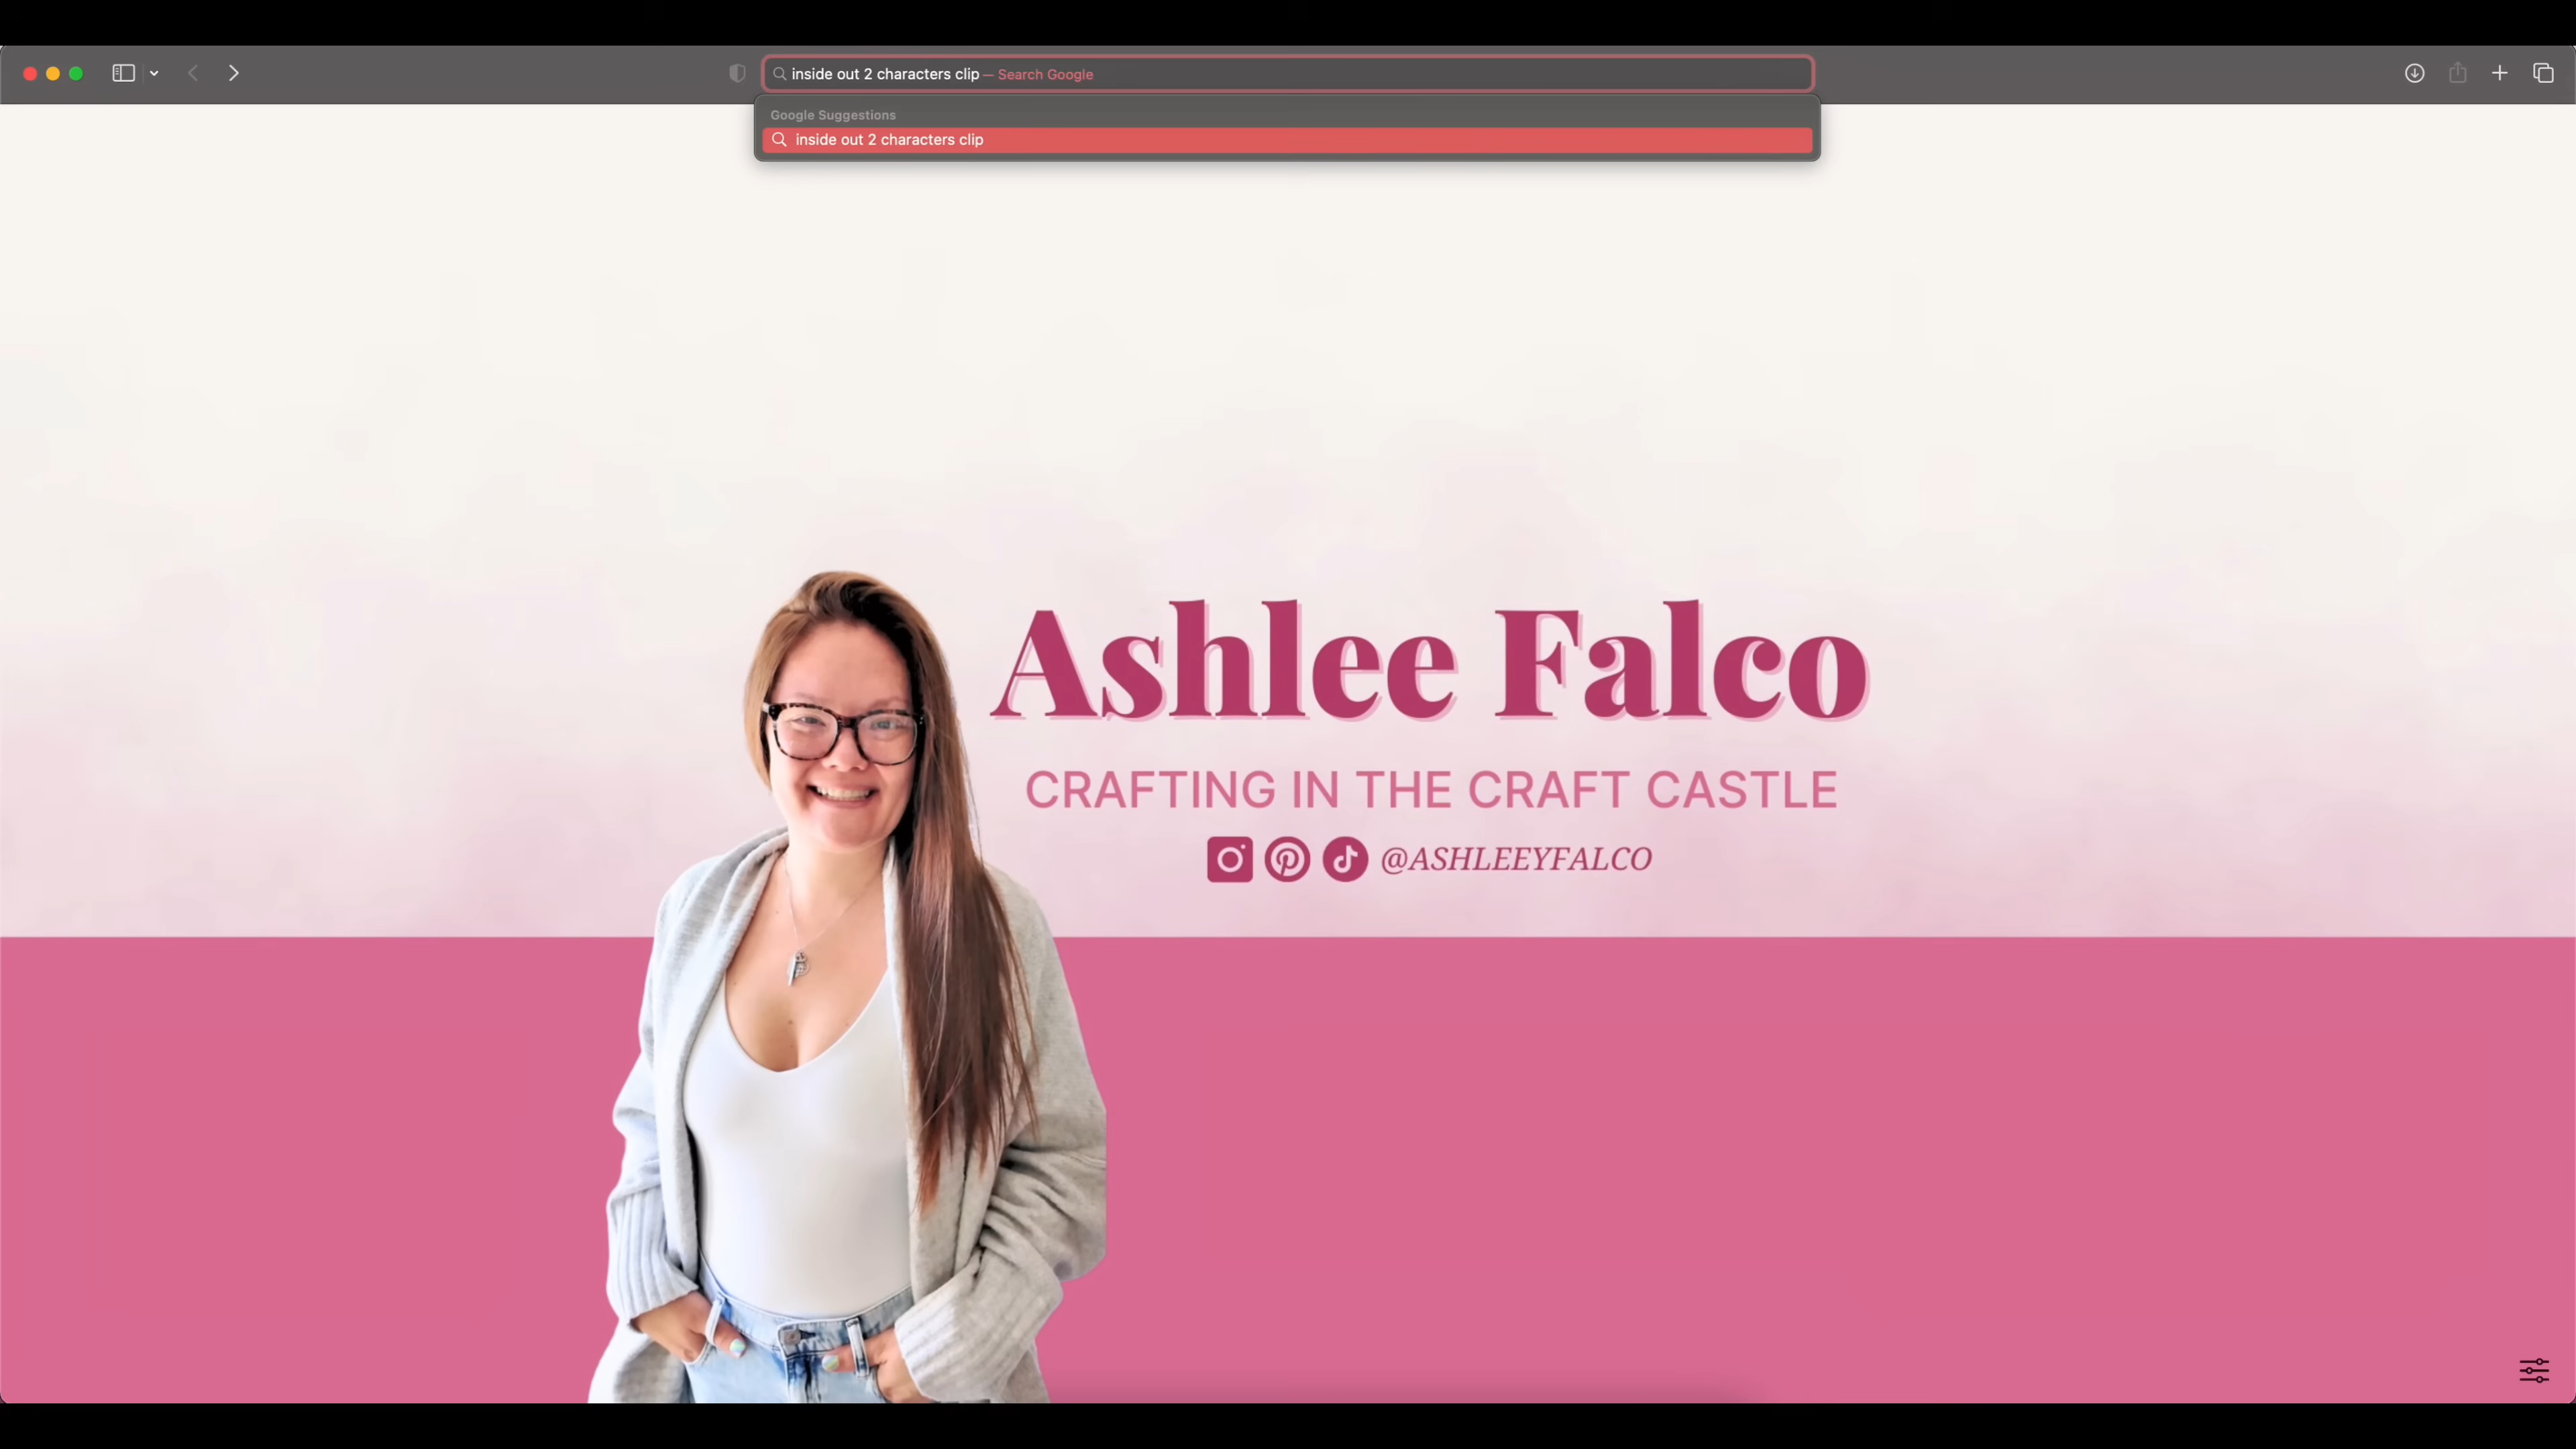 inside out 2 characters clip — Search Google
Google Suggestions
inside out 2 characters clip
Ashlee Falco
CRAFTING IN THE CRAFT CASTLE
@ASHLEEYFALCO